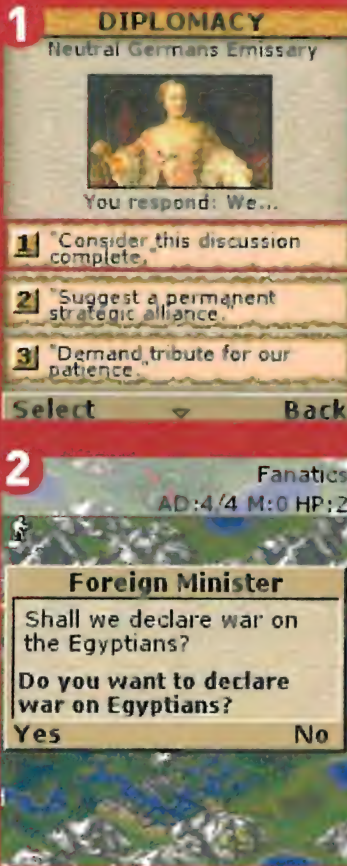 1
DIPLOMACY
Neutral Germans Emissary
You respond: We...
1 "Consider this discussion
complete."
2 "Suggest a permanent
strategic alliance."
3 "Demand tribute for our
patience."
Select Back
2
Fanatics
AD:4/4 M:0 HP:2
Foreign Minister
Shall we declare war on
the Egyptians?
Do you want to declare
war on Egyptians?
Yes No